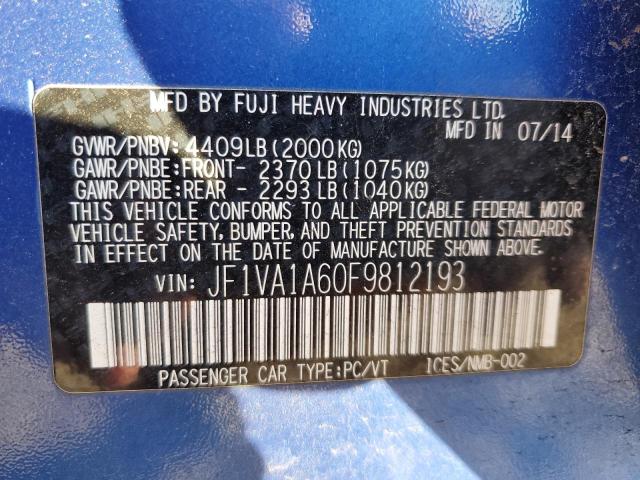 MFD BY FUJI HEAVY INDUSTRIES LTD.
MFD IN 07/14
GVWR/PNBV: 4409LB(2000KG)
GAWR/PNBE:FRONT- 2370LB(1075KG)
GAWR/PNBE:REAR - 2293LB(1040KG)
THIS VEHICLE CONFORMS TO ALL APPLICABLE FEDERAL MOTOR
VEHICLE SAFETY, BUMPER, AND THEFT PREVENTION STANDARDS
IN EFFECT ON THE DATE OF MANUFACTURE SHOWN ABOVE.
VIN: JF1VA1A60F9812193
PASSENGER CAR TYPE:PC/VT 1CES/NMB-002